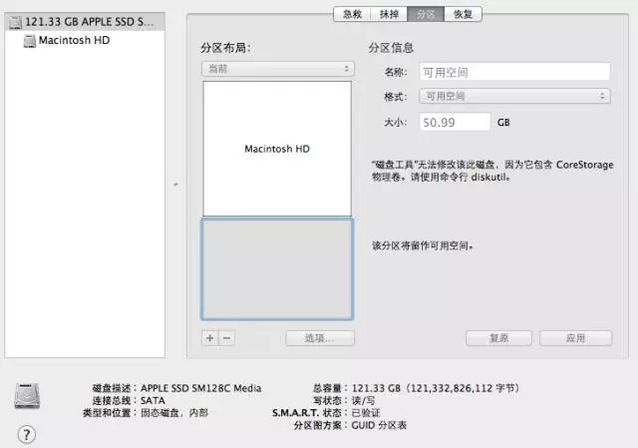 121.33 GB APPLE SSD S...
Macintosh HD
急救 抹掉 分区 恢复
分区布局:
当前
Macintosh HD
选项...
分区信息
名称: 可用空间
格式: 可用空间
大小: 50.99 GB
"磁盘工具"无法修改该此磁盘，因为它包含 CoreStorage
物理卷。请使用命令行 diskutil。
该分区将留作可用空间。
复原 应用
磁盘描述：APPLE SSD SM128C Media
连接总线：SATA
类型和位置：固态磁盘，内部
总容量：121.33 GB（121,332,826,112 字节）
写状态：读/写
S.M.A.R.T. 状态：已验证
分区图方案：GUID 分区表